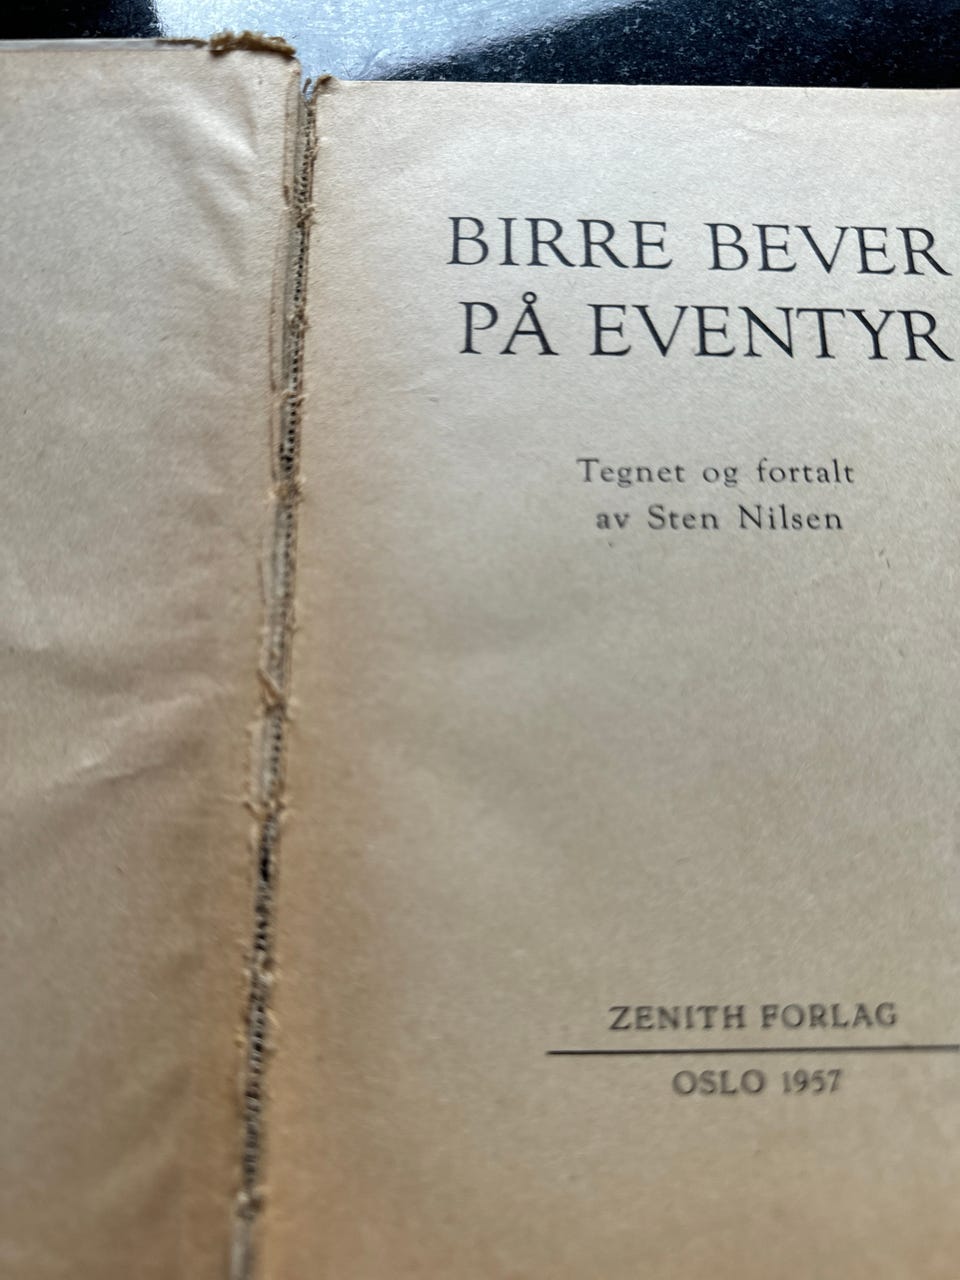 BIRRE BEVER
PÅ EVENTYR
Tegnet og fortalt
av Sten Nilsen
ZENITH FORLAG
OSLO 1957